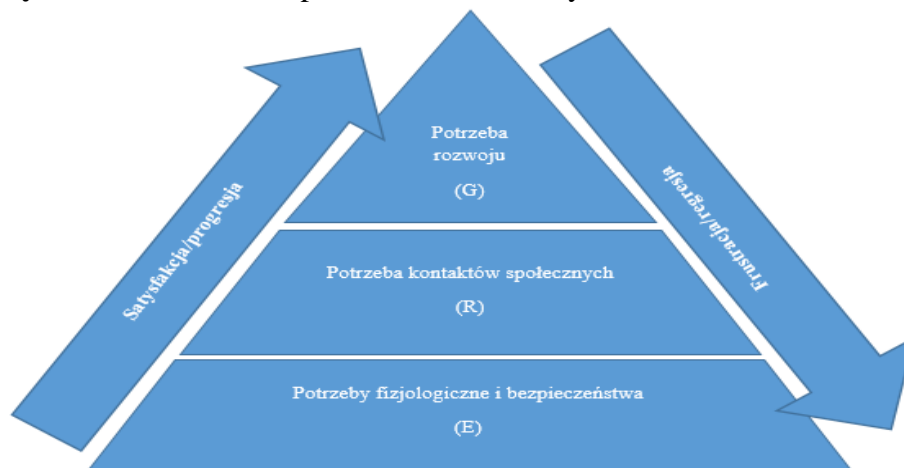 Potrzeba
rozwoju
(G)
Satysfakcja/progresja
Frustracja/regresja
Potrzeba kontaktów społecznych
(R)
Potrzeby fizjologiczne i bezpieczeństwa
(E)